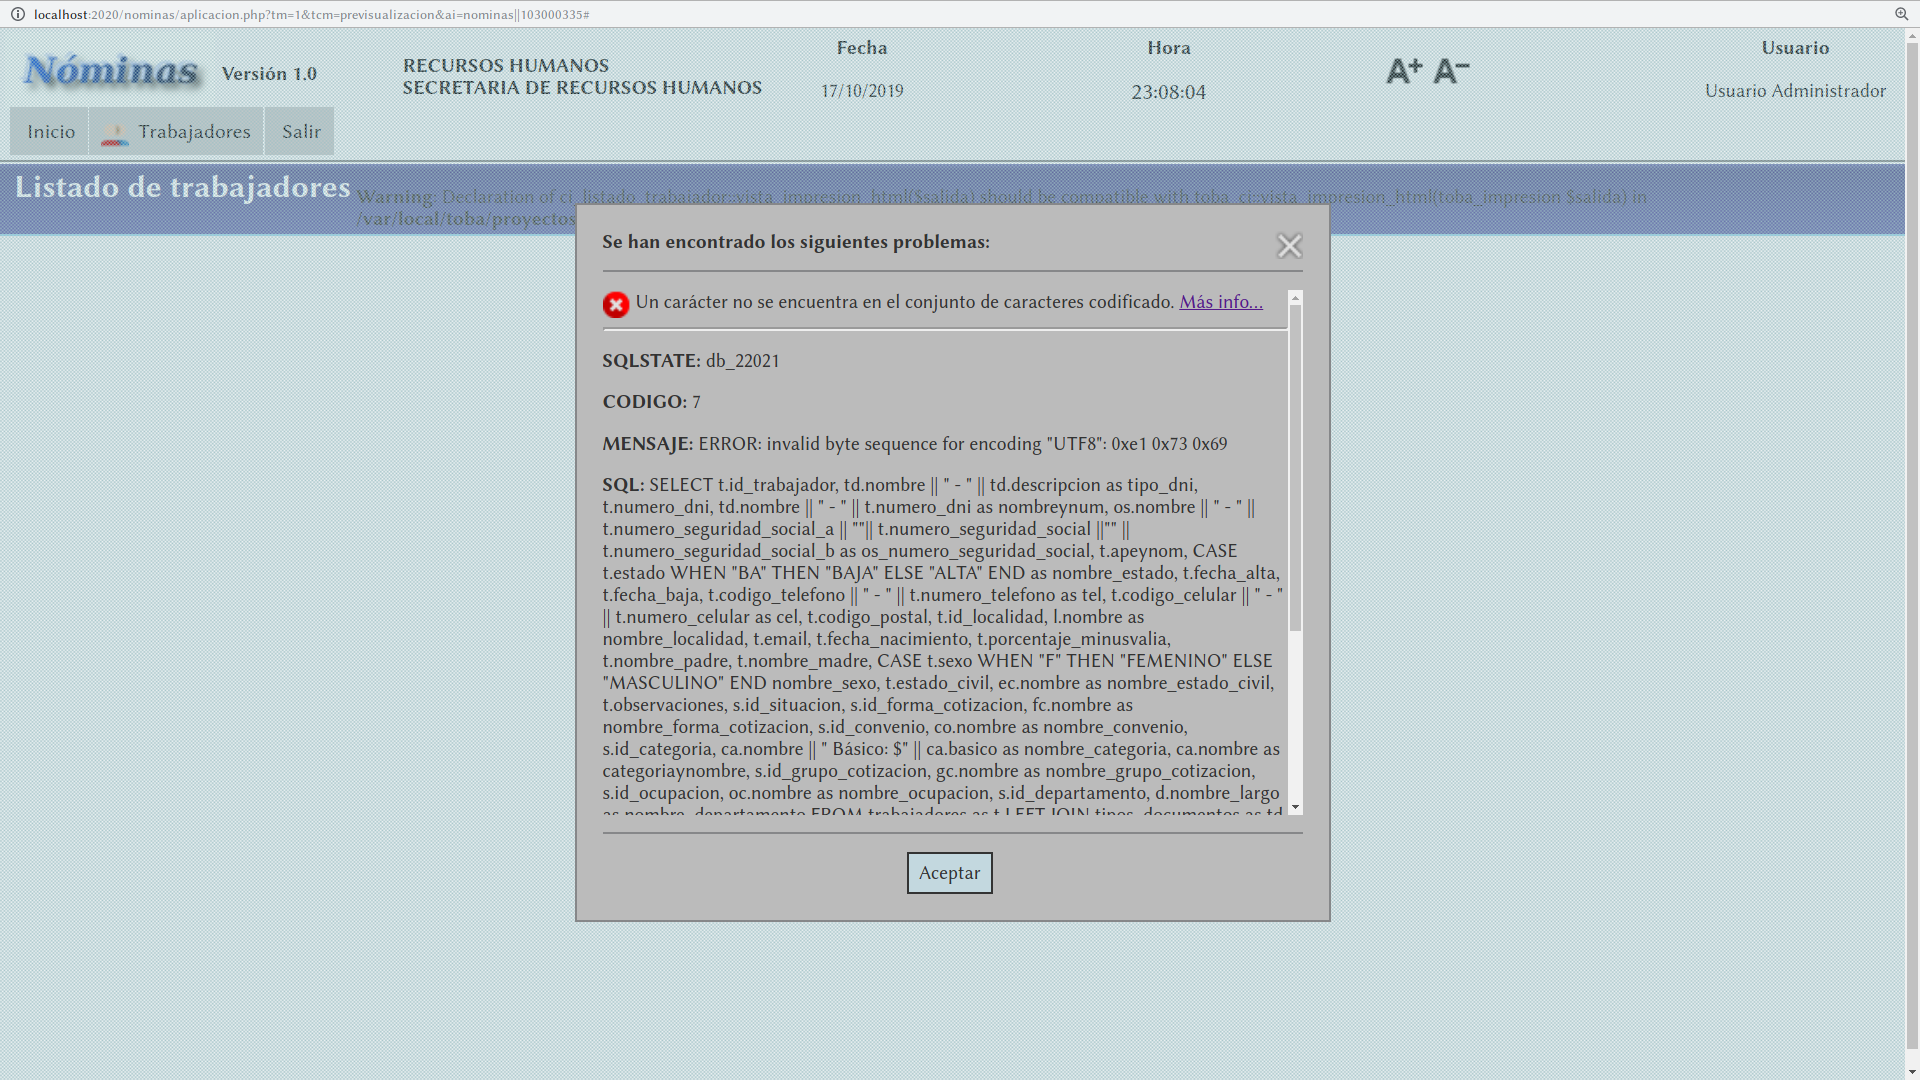 localhost:2020/nominas/aplicacion.php?tm=1&tcm=previsualizacion&ai=nominas||103000335#
Nóminas
Versión 1.0
RECURSOS HUMANOS
SECRETARIA DE RECURSOS HUMANOS
Fecha
17/10/2019
Hora
23:08:04
A+ A−
Usuario
Usuario Administrador
Inicio
Trabajadores
Salir
Listado de trabajadores
Warning: Declaration of ci_listado_trabajador::vista_impresion_html($salida) should be compatible with toba_ci::vista_impresion_html(toba_impresion $salida) in
/var/local/toba/proyectos
Se han encontrado los siguientes problemas:
Un carácter no se encuentra en el conjunto de caracteres codificado. Más info...
SQLSTATE: db_22021
CODIGO: 7
MENSAJE: ERROR: invalid byte sequence for encoding "UTF8": 0xe1 0x73 0x69
SQL: SELECT t.id_trabajador, td.nombre || " - " || td.descripcion as tipo_dni,
t.numero_dni, td.nombre || " - " || t.numero_dni as nombreynum, os.nombre || " - " ||
t.numero_seguridad_social_a || ""|| t.numero_seguridad_social ||"" ||
t.numero_seguridad_social_b as os_numero_seguridad_social, t.apeynom, CASE
t.estado WHEN "BA" THEN "BAJA" ELSE "ALTA" END as nombre_estado, t.fecha_alta,
t.fecha_baja, t.codigo_telefono || " - " || t.numero_telefono as tel, t.codigo_celular || " - "
|| t.numero_celular as cel, t.codigo_postal, t.id_localidad, l.nombre as
nombre_localidad, t.email, t.fecha_nacimiento, t.porcentaje_minusvalia,
t.nombre_padre, t.nombre_madre, CASE t.sexo WHEN "F" THEN "FEMENINO" ELSE
"MASCULINO" END nombre_sexo, t.estado_civil, ec.nombre as nombre_estado_civil,
t.observaciones, s.id_situacion, s.id_forma_cotizacion, fc.nombre as
nombre_forma_cotizacion, s.id_convenio, co.nombre as nombre_convenio,
s.id_categoria, ca.nombre || " Básico: $" || ca.basico as nombre_categoria, ca.nombre as
categoriaynombre, s.id_grupo_cotizacion, gc.nombre as nombre_grupo_cotizacion,
s.id_ocupacion, oc.nombre as nombre_ocupacion, s.id_departamento, d.nombre_largo
as nombre_departamento FROM trabajadores as t LEFT JOIN tipos_documentos as td
Aceptar